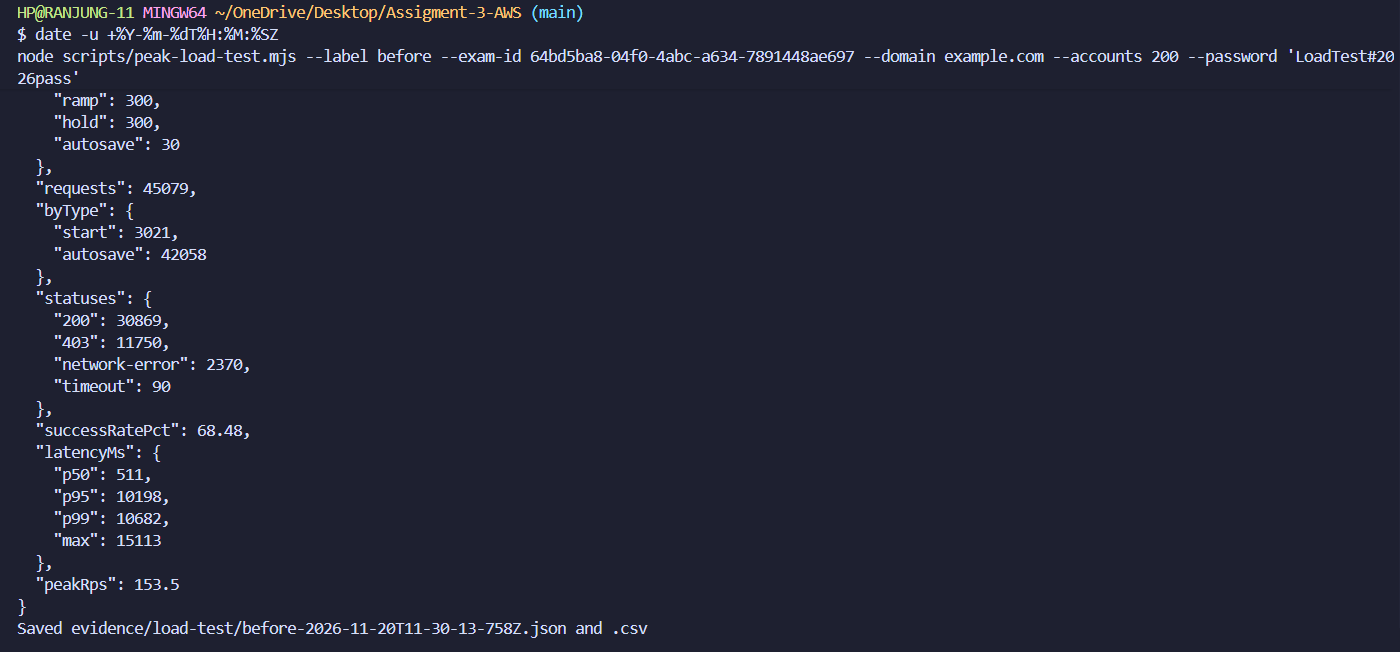 HP@RANJUNG-11 MINGW64 ~/OneDrive/Desktop/Assigment-3-AWS (main)
$ date -u +%Y-%m-%dT%H:%M:%SZ
node scripts/peak-load-test.mjs --label before --exam-id 64bd5ba8-04f0-4abc-a634-7891448ae697 --domain example.com --accounts 200 --password 'LoadTest#20
26pass'
    "ramp": 300,
    "hold": 300,
    "autosave": 30
  },
  "requests": 45079,
  "byType": {
    "start": 3021,
    "autosave": 42058
  },
  "statuses": {
    "200": 30869,
    "403": 11750,
    "network-error": 2370,
    "timeout": 90
  },
  "successRatePct": 68.48,
  "latencyMs": {
    "p50": 511,
    "p95": 10198,
    "p99": 10682,
    "max": 15113
  },
  "peakRps": 153.5
}
Saved evidence/load-test/before-2026-11-20T11-30-13-758Z.json and .csv